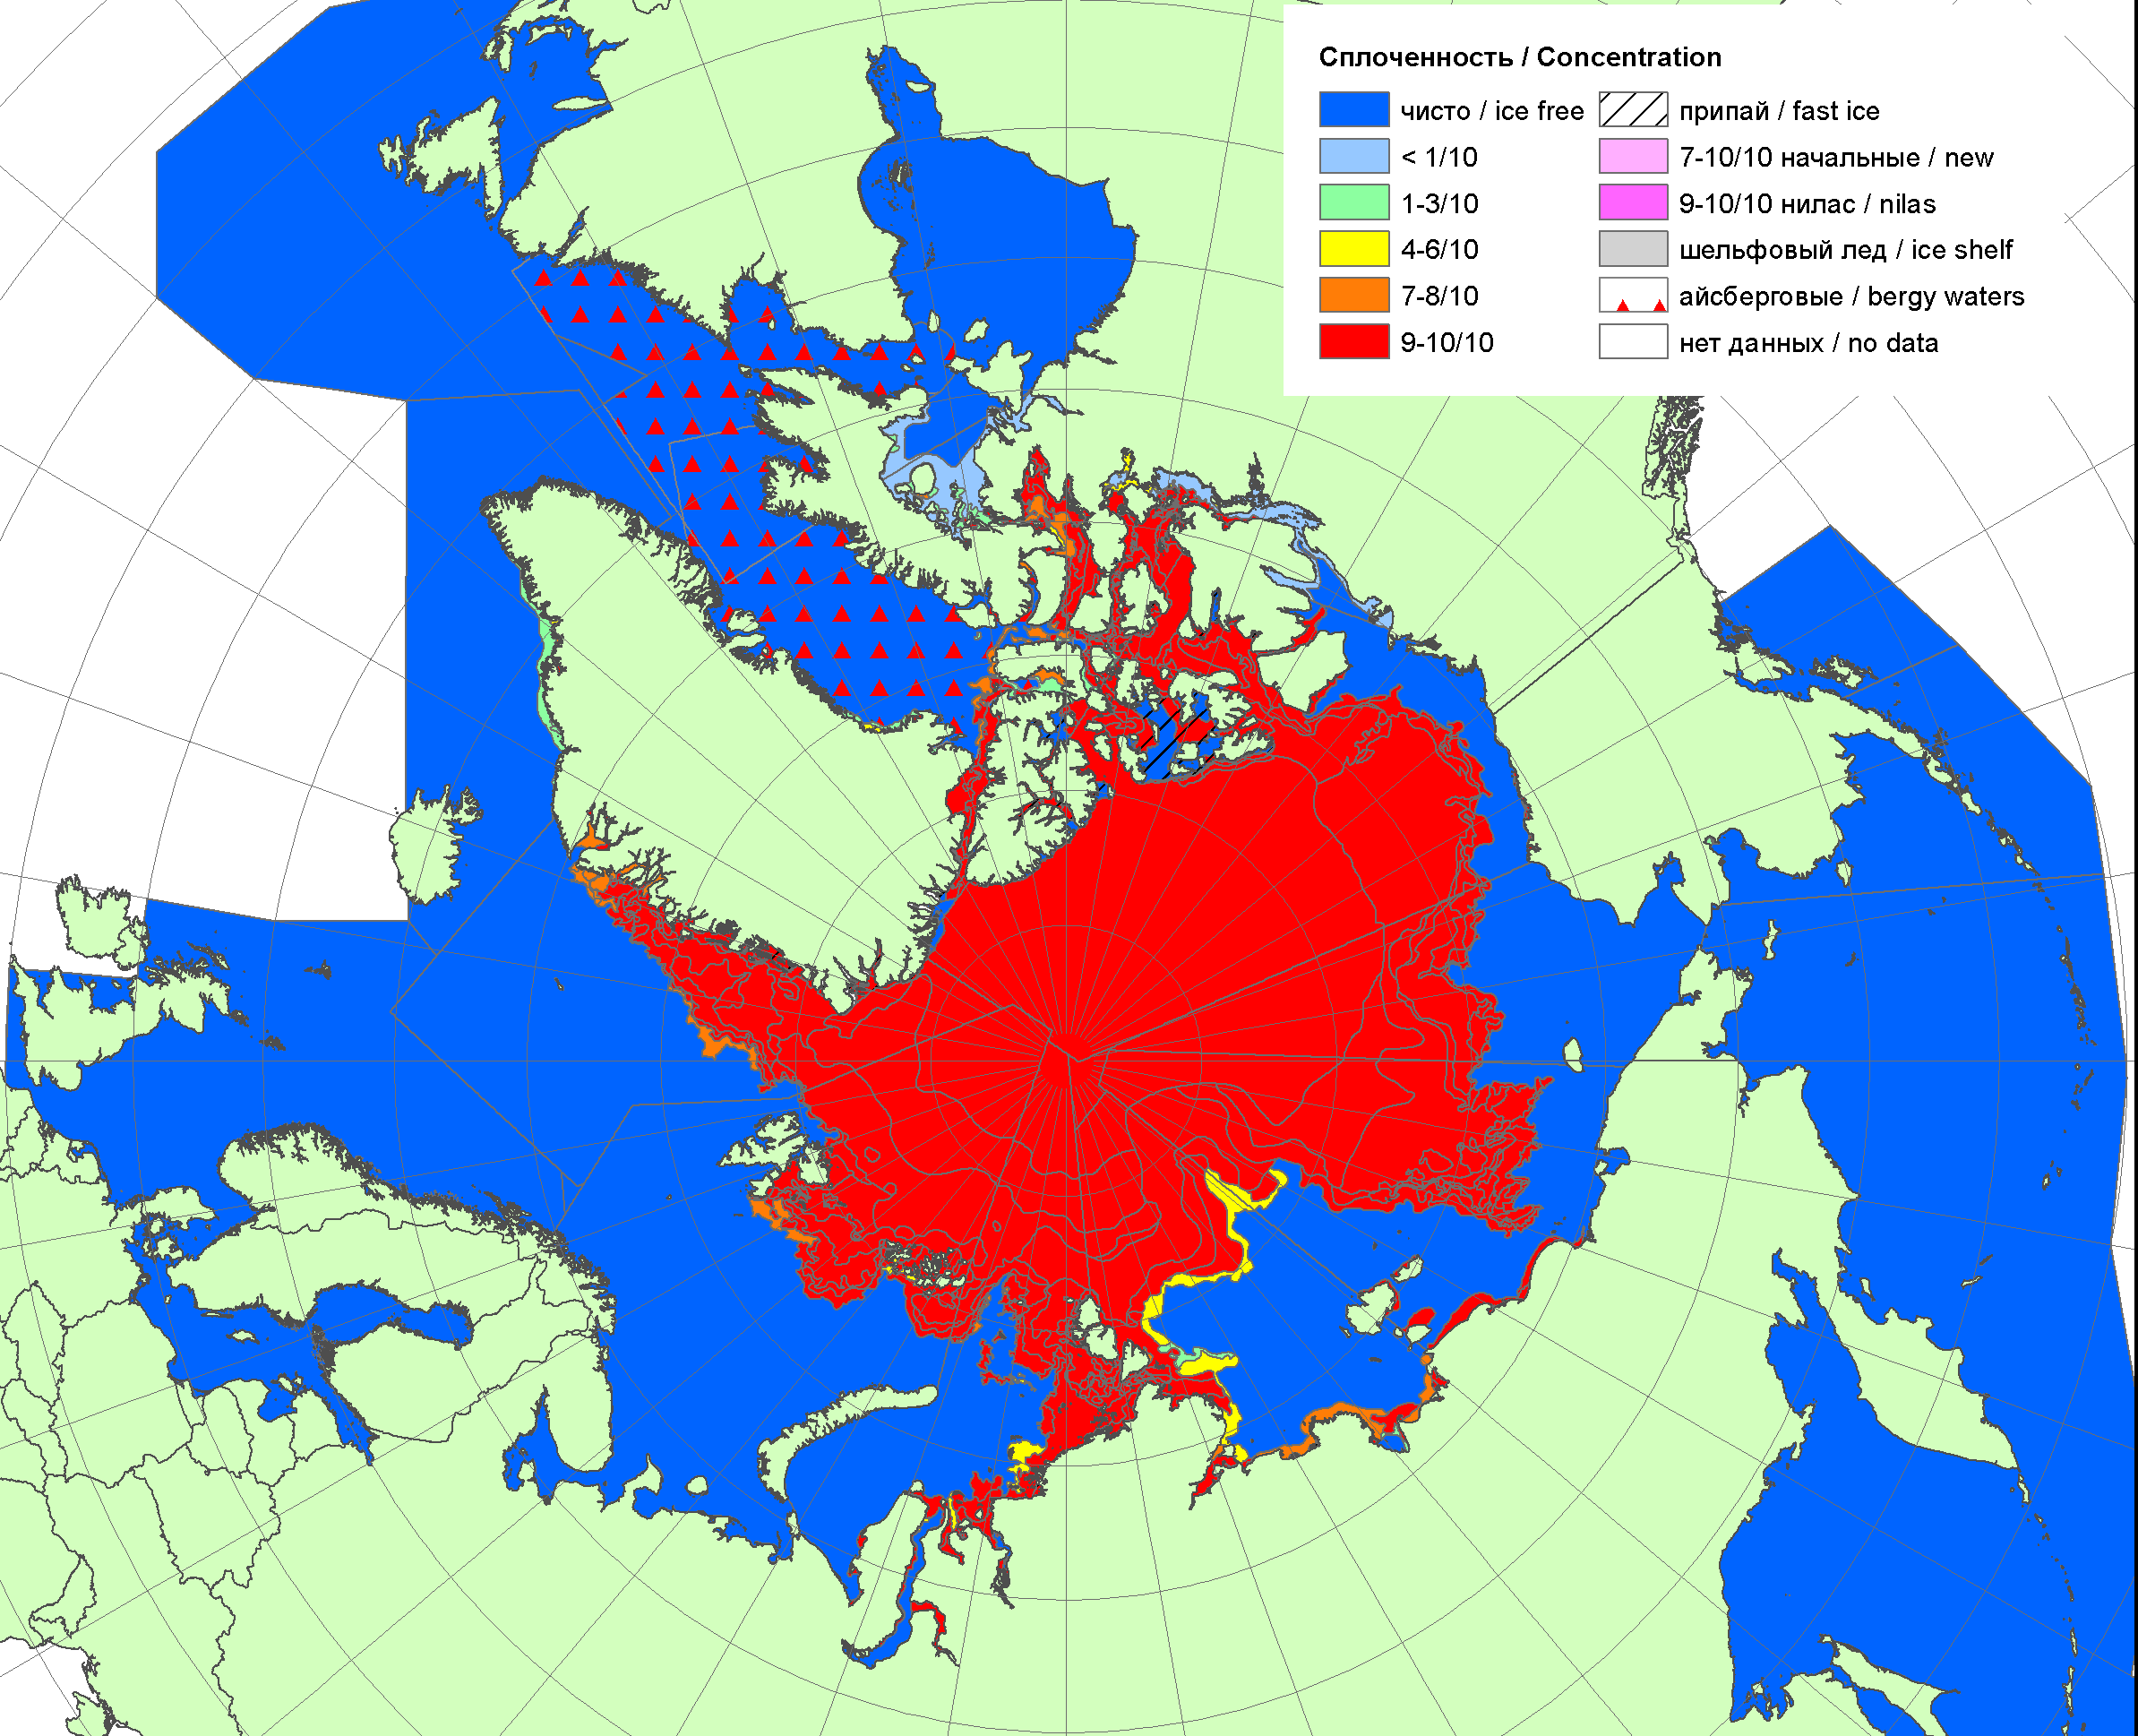 Сплоченность / Concentration
чисто / ice free
< 1/10
1-3/10
4-6/10
7-8/10
9-10/10
припай / fast ice
7-10/10 начальные / new
9-10/10 нилас / nilas
шельфовый лед / ice shelf
айсберговые / bergy waters
нет данных / no data